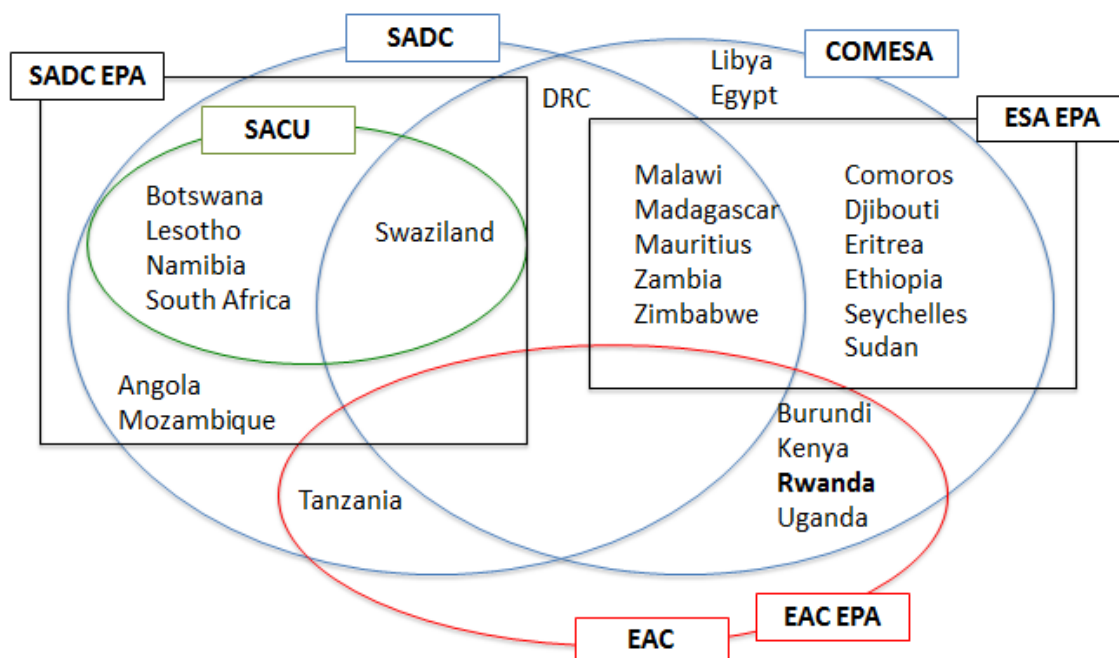 SADC
COMESA
SADC EPA
Libya
Egypt
DRC
ESA EPA
SACU
Botswana
Lesotho
Namibia
South Africa
Swaziland
Malawi
Madagascar
Mauritius
Zambia
Zimbabwe
Comoros
Djibouti
Eritrea
Ethiopia
Seychelles
Sudan
Angola
Mozambique
Burundi
Kenya
Rwanda
Uganda
Tanzania
EAC
EAC EPA